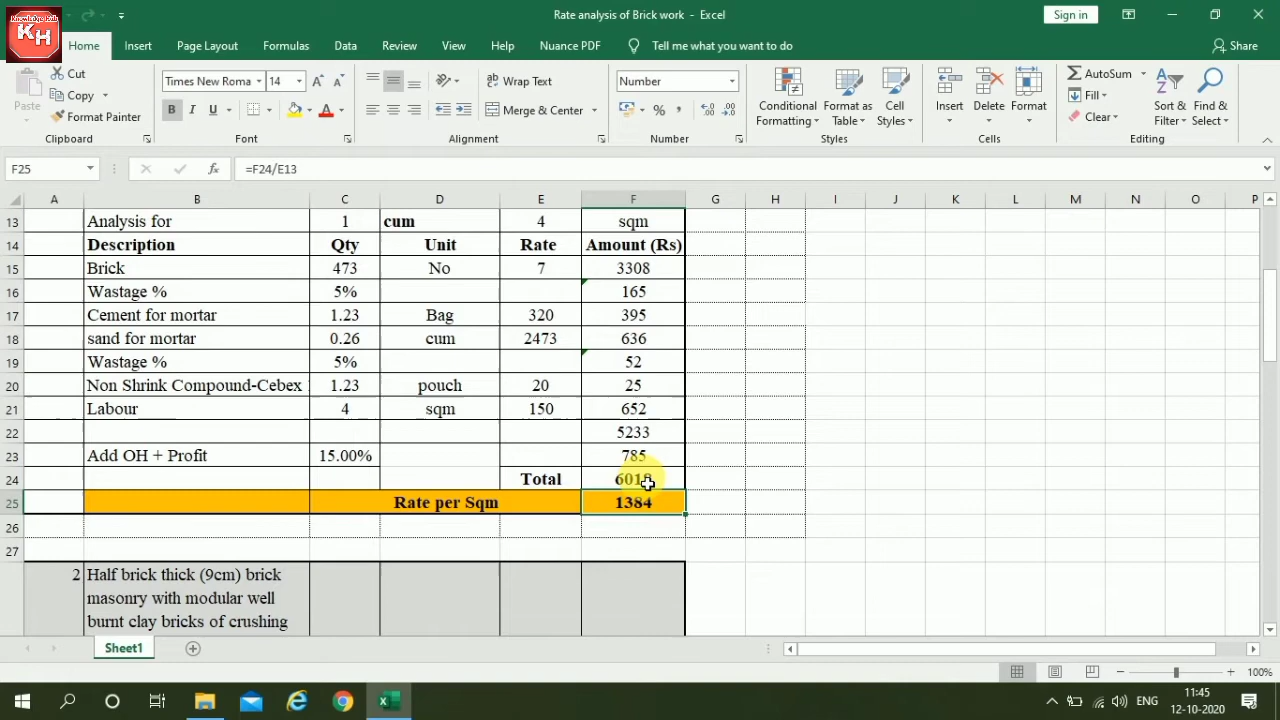 Knowledge Hub
KH
Rate analysis of Brick work - Excel
Sign in
Home Insert Page Layout Formulas Data Review View Help Nuance PDF Tell me what you want to do Share
Paste
Cut
Copy
Format Painter
Clipboard
Times New Roma 14
B I U
Font
Wrap Text
Merge & Center
Alignment
Number
Number
Conditional Formatting
Format as Table
Cell Styles
Styles
Insert Delete Format
Cells
AutoSum
Fill
Clear
Sort & Filter
Find & Select
Editing
F25 fx =F24/E13
A B C D E F G H I J K L M N O P
13 Analysis for 1 cum 4 sqm
14 Description Qty Unit Rate Amount (Rs)
15 Brick 473 No 7 3308
16 Wastage % 5% 165
17 Cement for mortar 1.23 Bag 320 395
18 sand for mortar 0.26 cum 2473 636
19 Wastage % 5% 52
20 Non Shrink Compound-Cebex 1.23 pouch 20 25
21 Labour 4 sqm 150 652
22 5233
23 Add OH + Profit 15.00% 785
24 Total 6018
25 Rate per Sqm 1384
26
27
2 Half brick thick (9cm) brick
masonry with modular well
burnt clay bricks of crushing
Sheet1
100%
ENG
11:45
12-10-2020